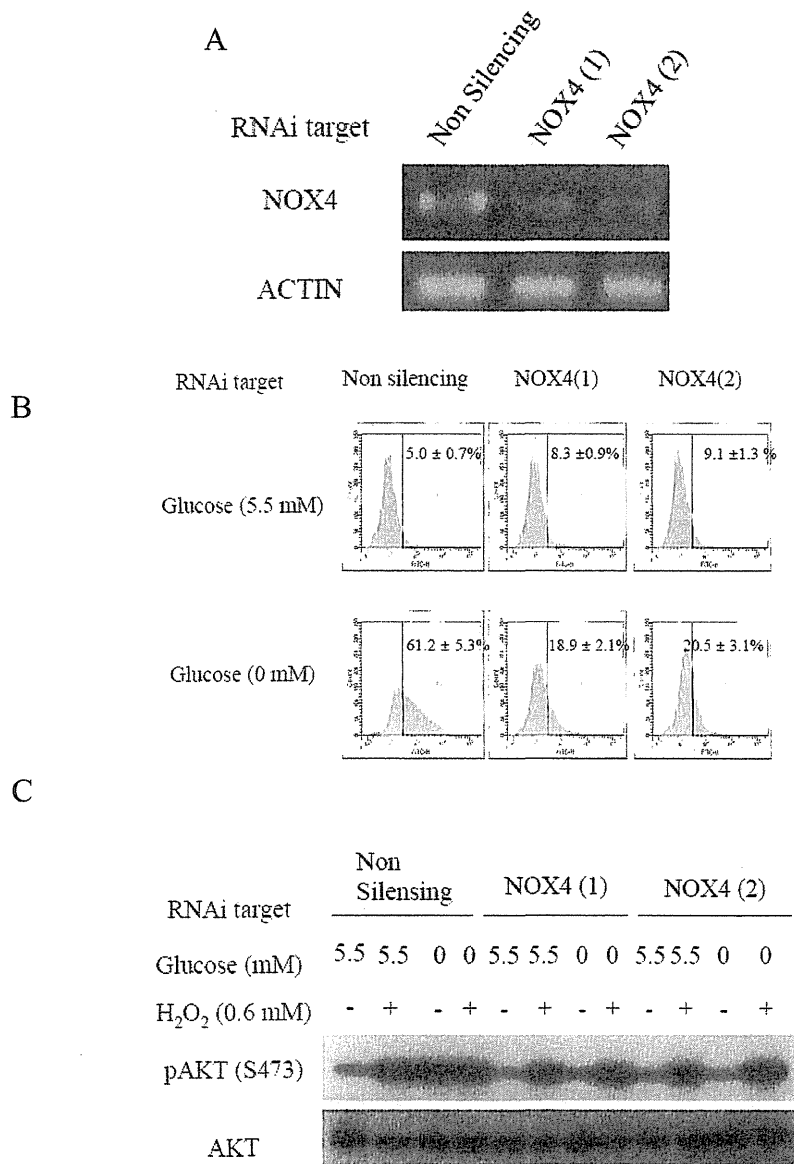 A
RNAi target
Non Silencing
NOX4 (1)
NOX4 (2)
NOX4
ACTIN
B
RNAi target Non silencing NOX4(1) NOX4(2)
Glucose (5.5 mM)
5.0 ± 0.7% 8.3 ±0.9% 9.1 ±1.3 %
Glucose (0 mM)
61.2 ± 5.3% 18.9 ± 2.1% 20.5 ± 3.1%
C
RNAi target
Non
Silensing NOX4 (1) NOX4 (2)
Glucose (mM) 5.5 5.5 0 0 5.5 5.5 0 0 5.5 5.5 0 0
H₂O₂ (0.6 mM) - + - + - + - + - + - +
pAKT (S473)
AKT